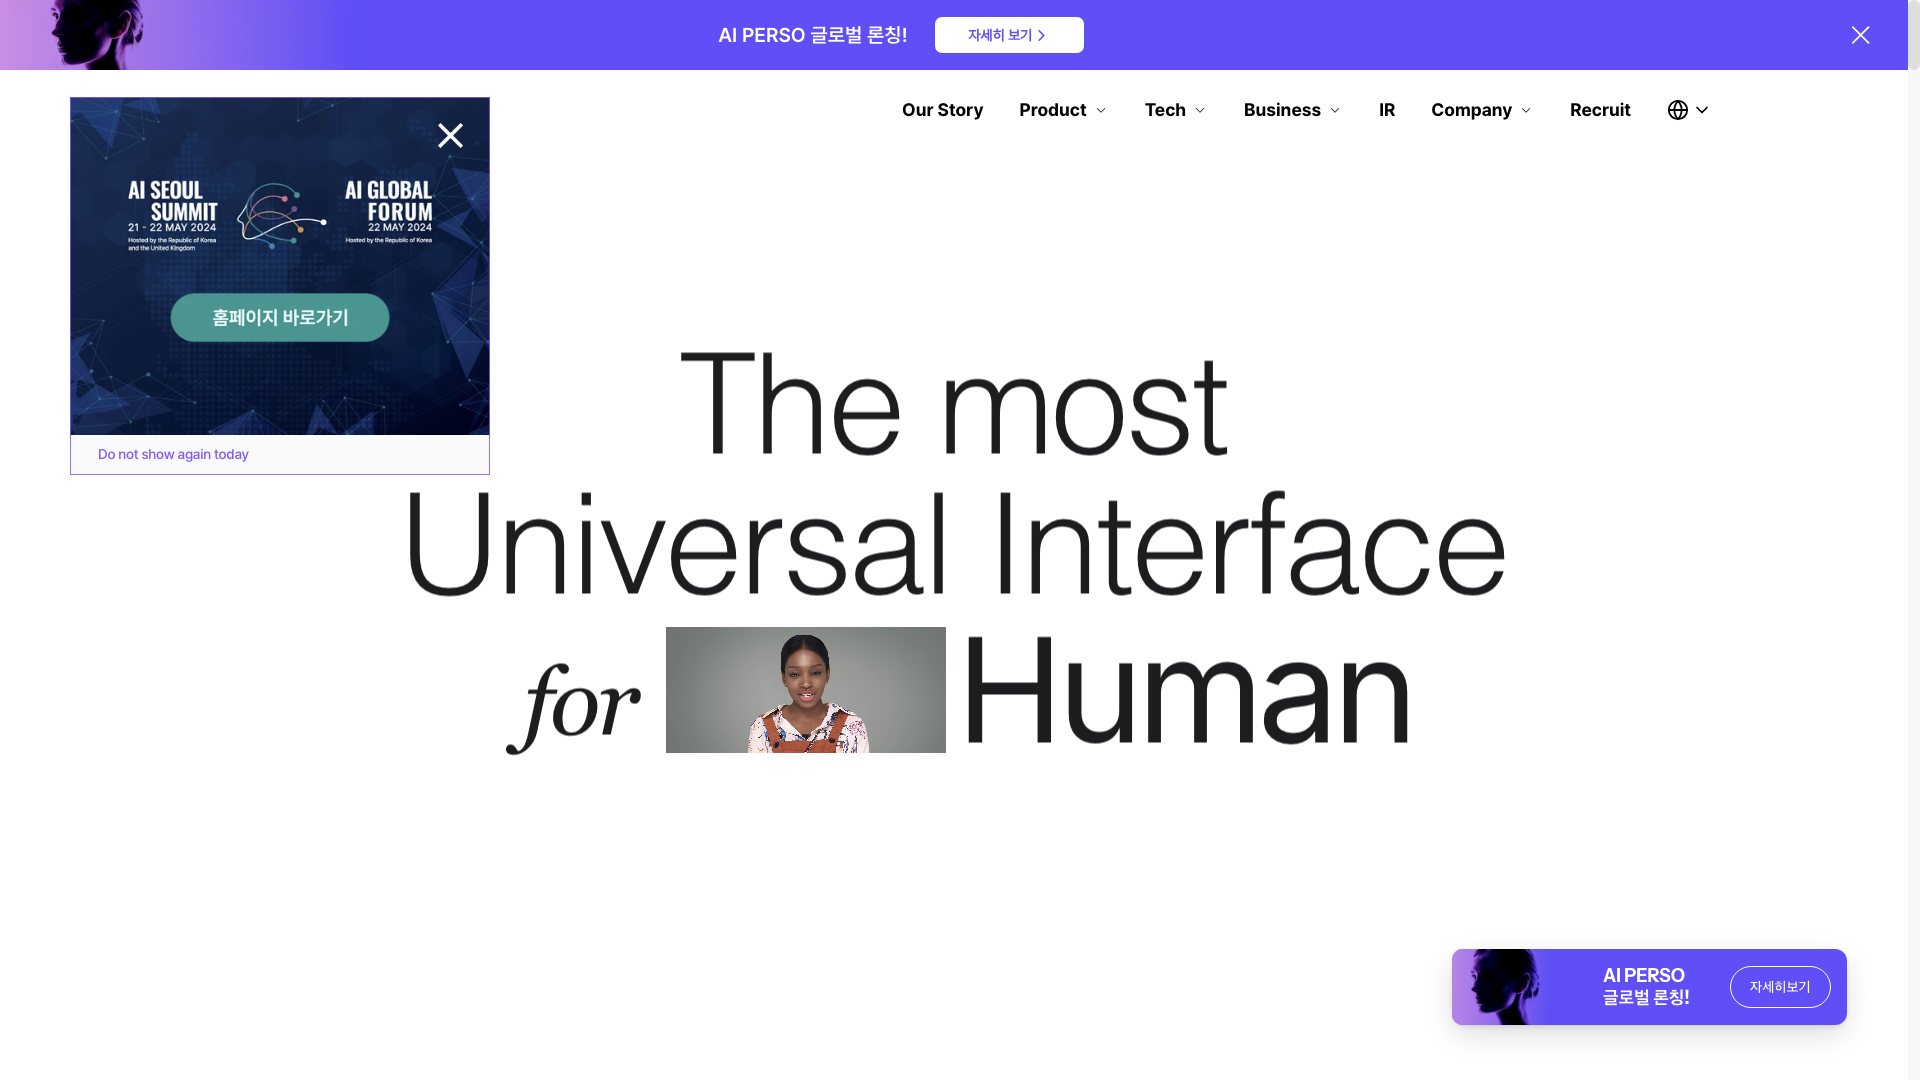 AI PERSO 글로벌 론칭!
자세히 보기
Our Story
Product
Tech
Business
IR
Company
Recruit
AI SEOUL
SUMMIT
21 - 22 MAY 2024
Hosted by the Republic of Korea
and the United Kingdom
AI GLOBAL
FORUM
22 MAY 2024
Hosted by the Republic of Korea
홈페이지 바로가기
Do not show again today
The most
Universal Interface
for Human
AI PERSO
글로벌 론칭!
자세히보기